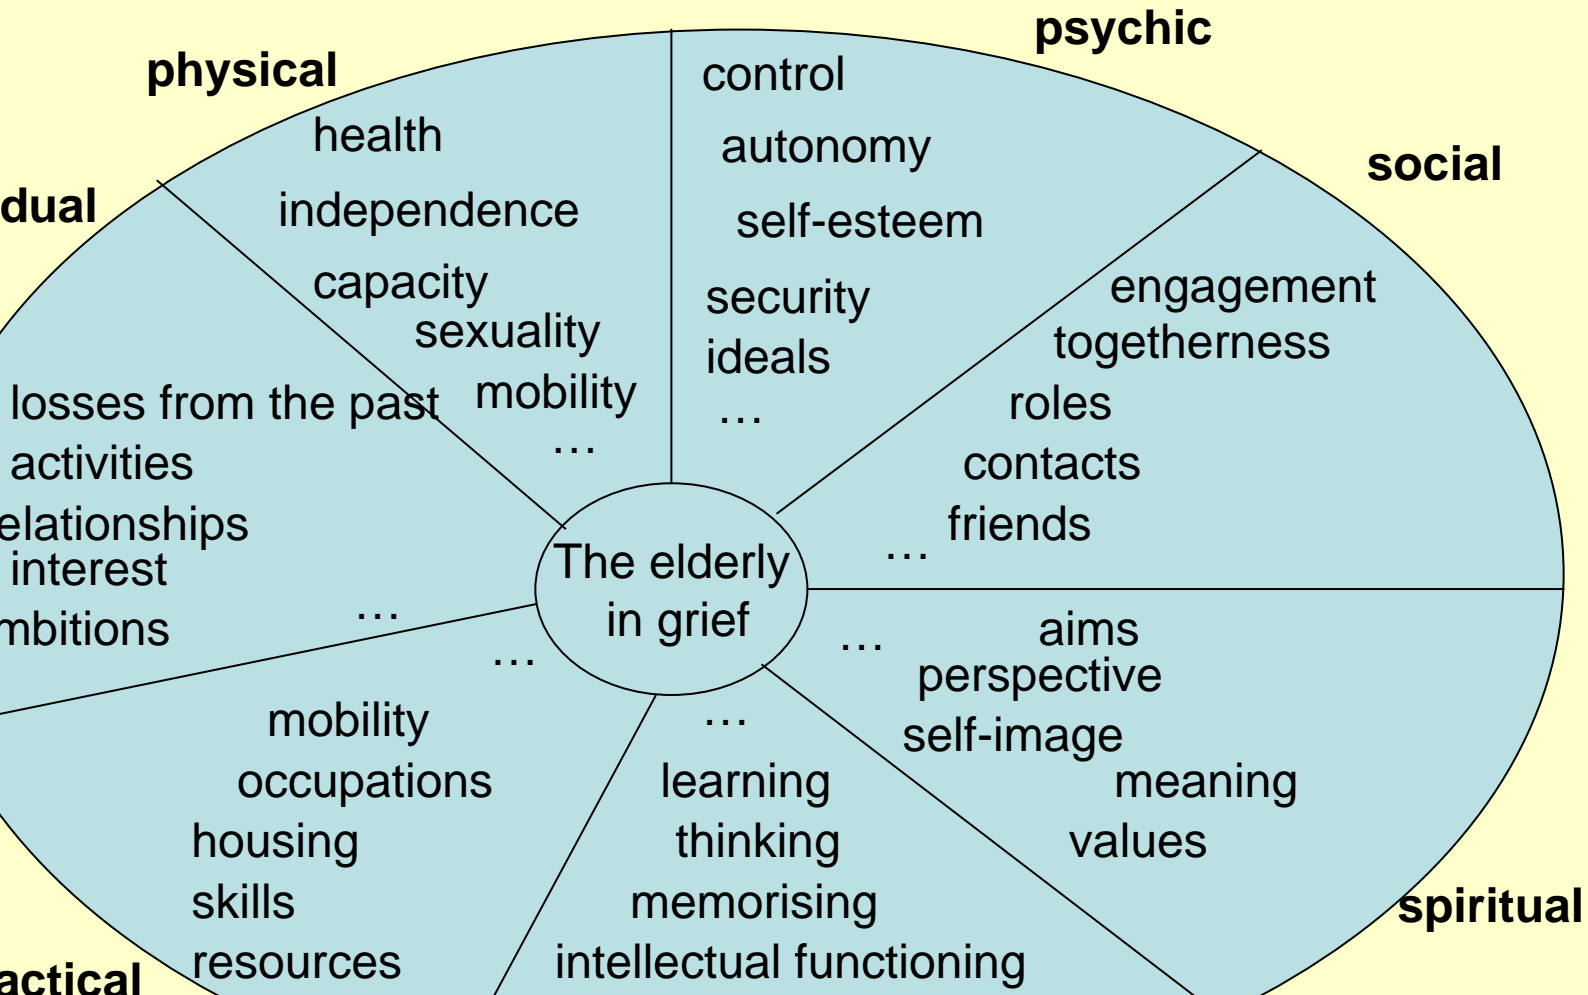 psychic
physical
social
dual
control
autonomy
self-esteem
security
ideals
…
health
independence
capacity
sexuality
mobility
…
engagement
togetherness
roles
contacts
friends
…
losses from the past
activities
elationships
interest
mbitions
…
The elderly
in grief
…
aims
perspective
self-image
meaning
values
spiritual
…
mobility
occupations
housing
skills
resources
actical
…
learning
thinking
memorising
intellectual functioning